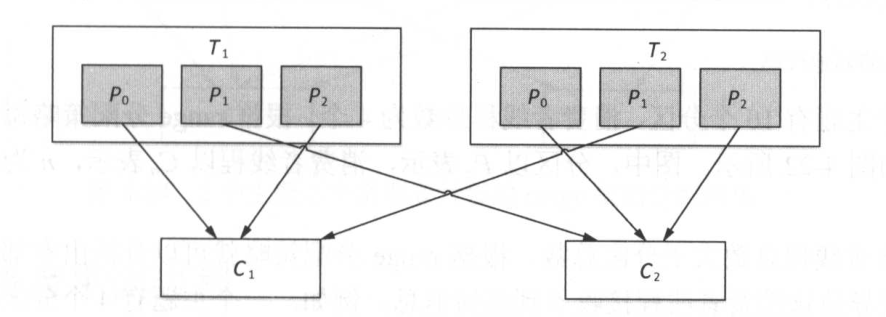 T₁ T₂
P₀ P₁ P₂ P₀ P₁ P₂
C₁ C₂